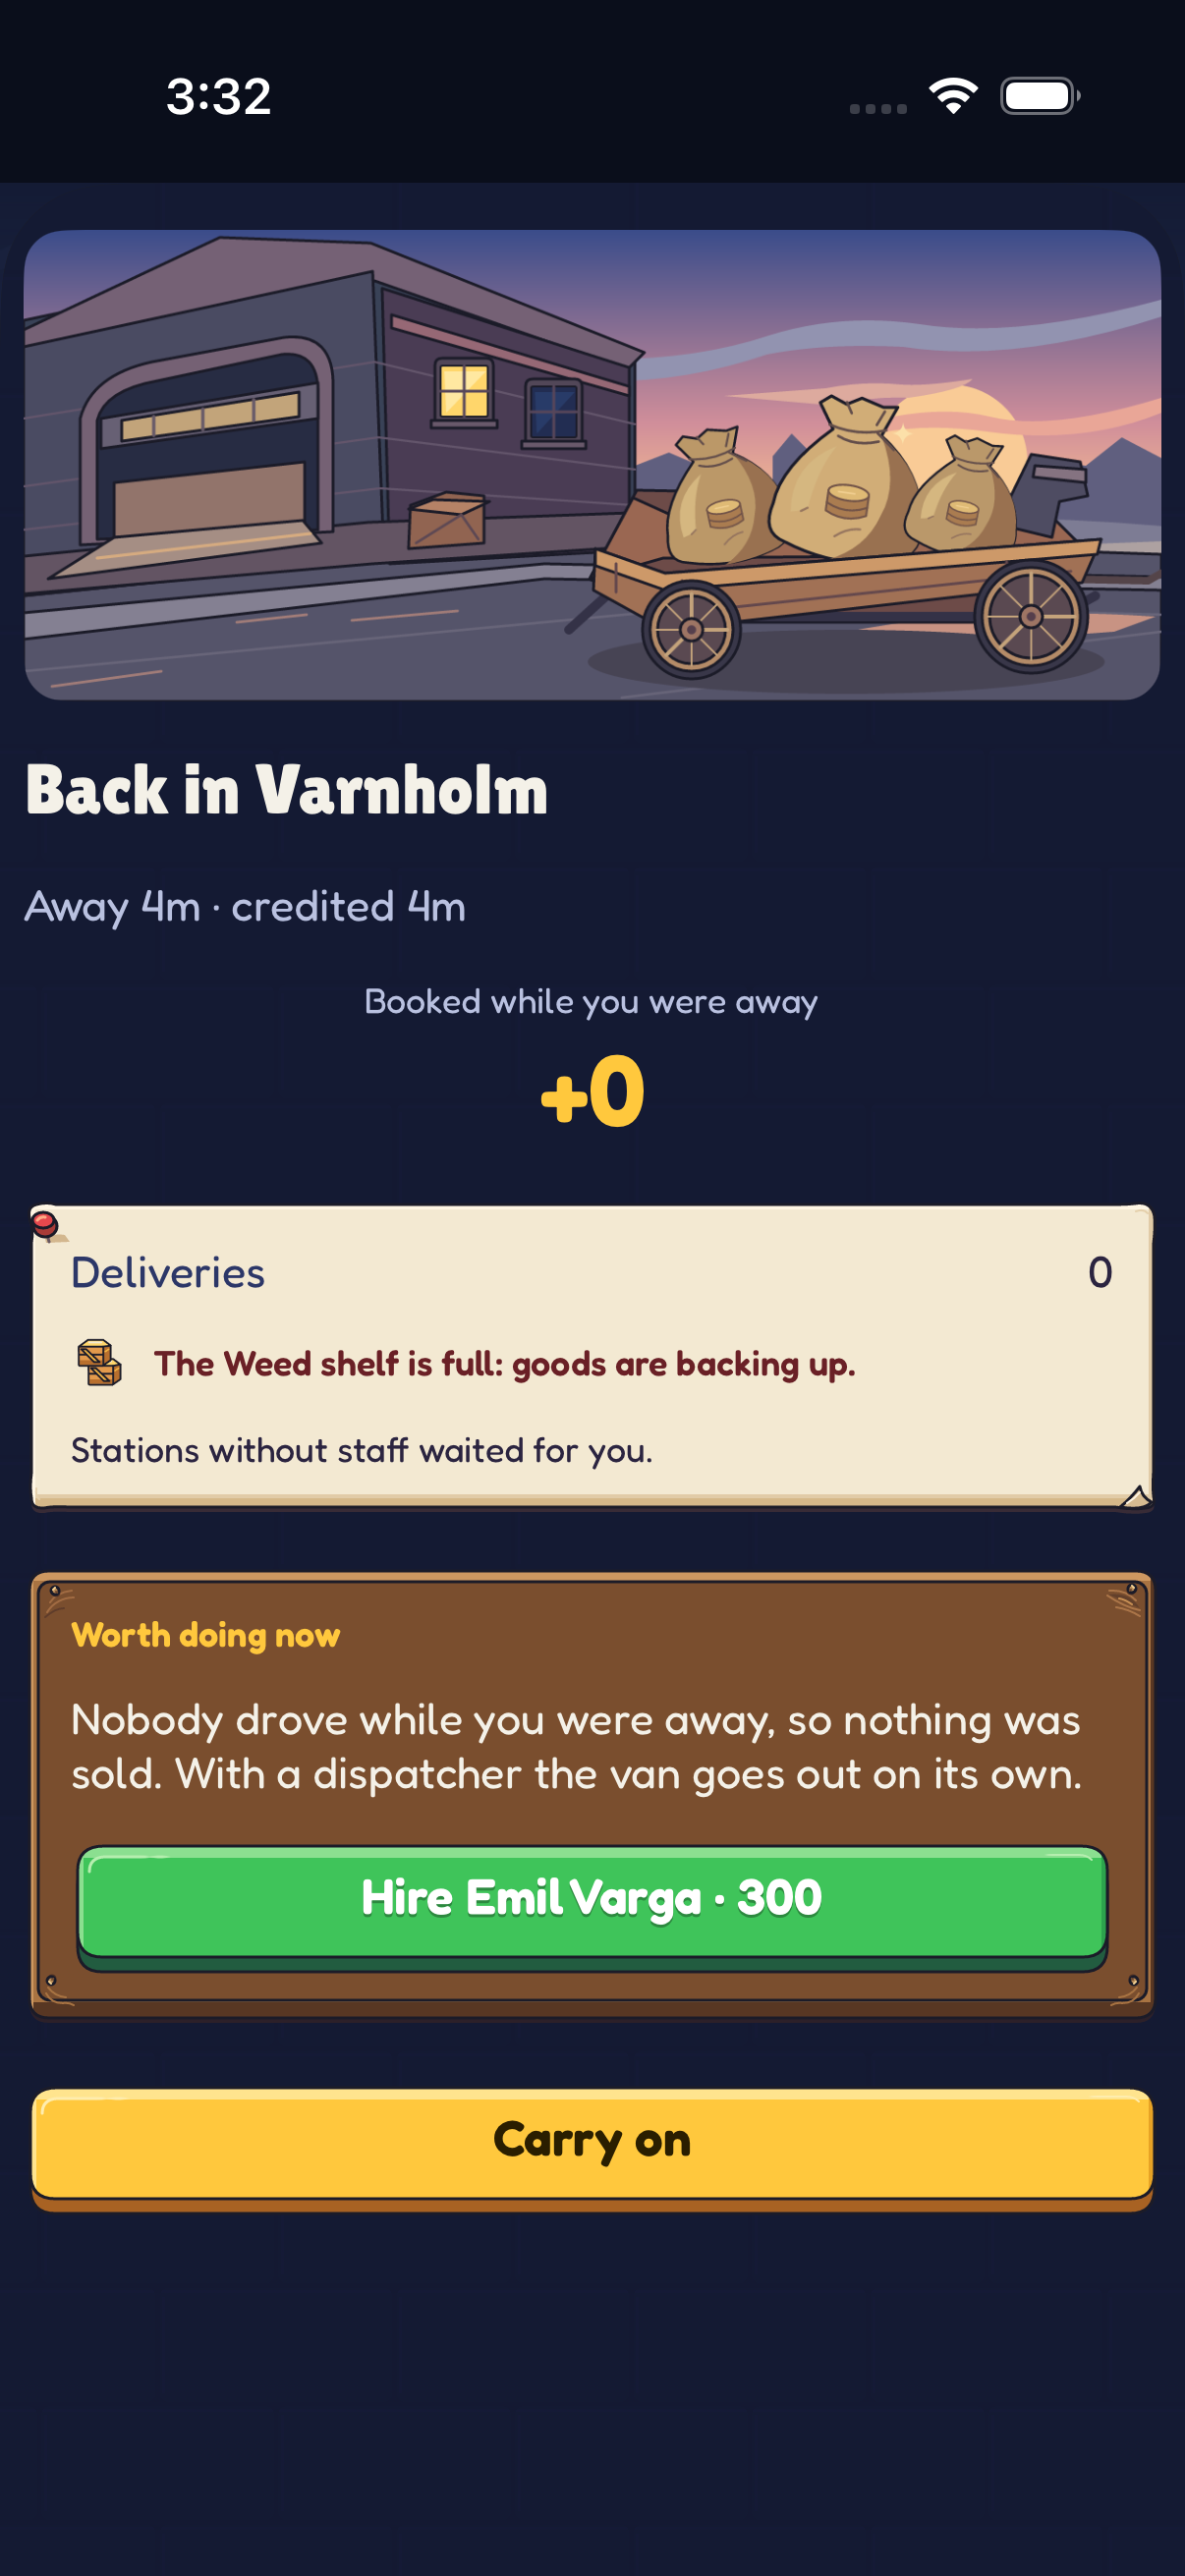 3:32
Back in Varnholm
Away 4m · credited 4m
Booked while you were away
+0
Deliveries 0
The Weed shelf is full: goods are backing up.
Stations without staff waited for you.
Worth doing now
Nobody drove while you were away, so nothing was
sold. With a dispatcher the van goes out on its own.
Hire Emil Varga · 300
Carry on